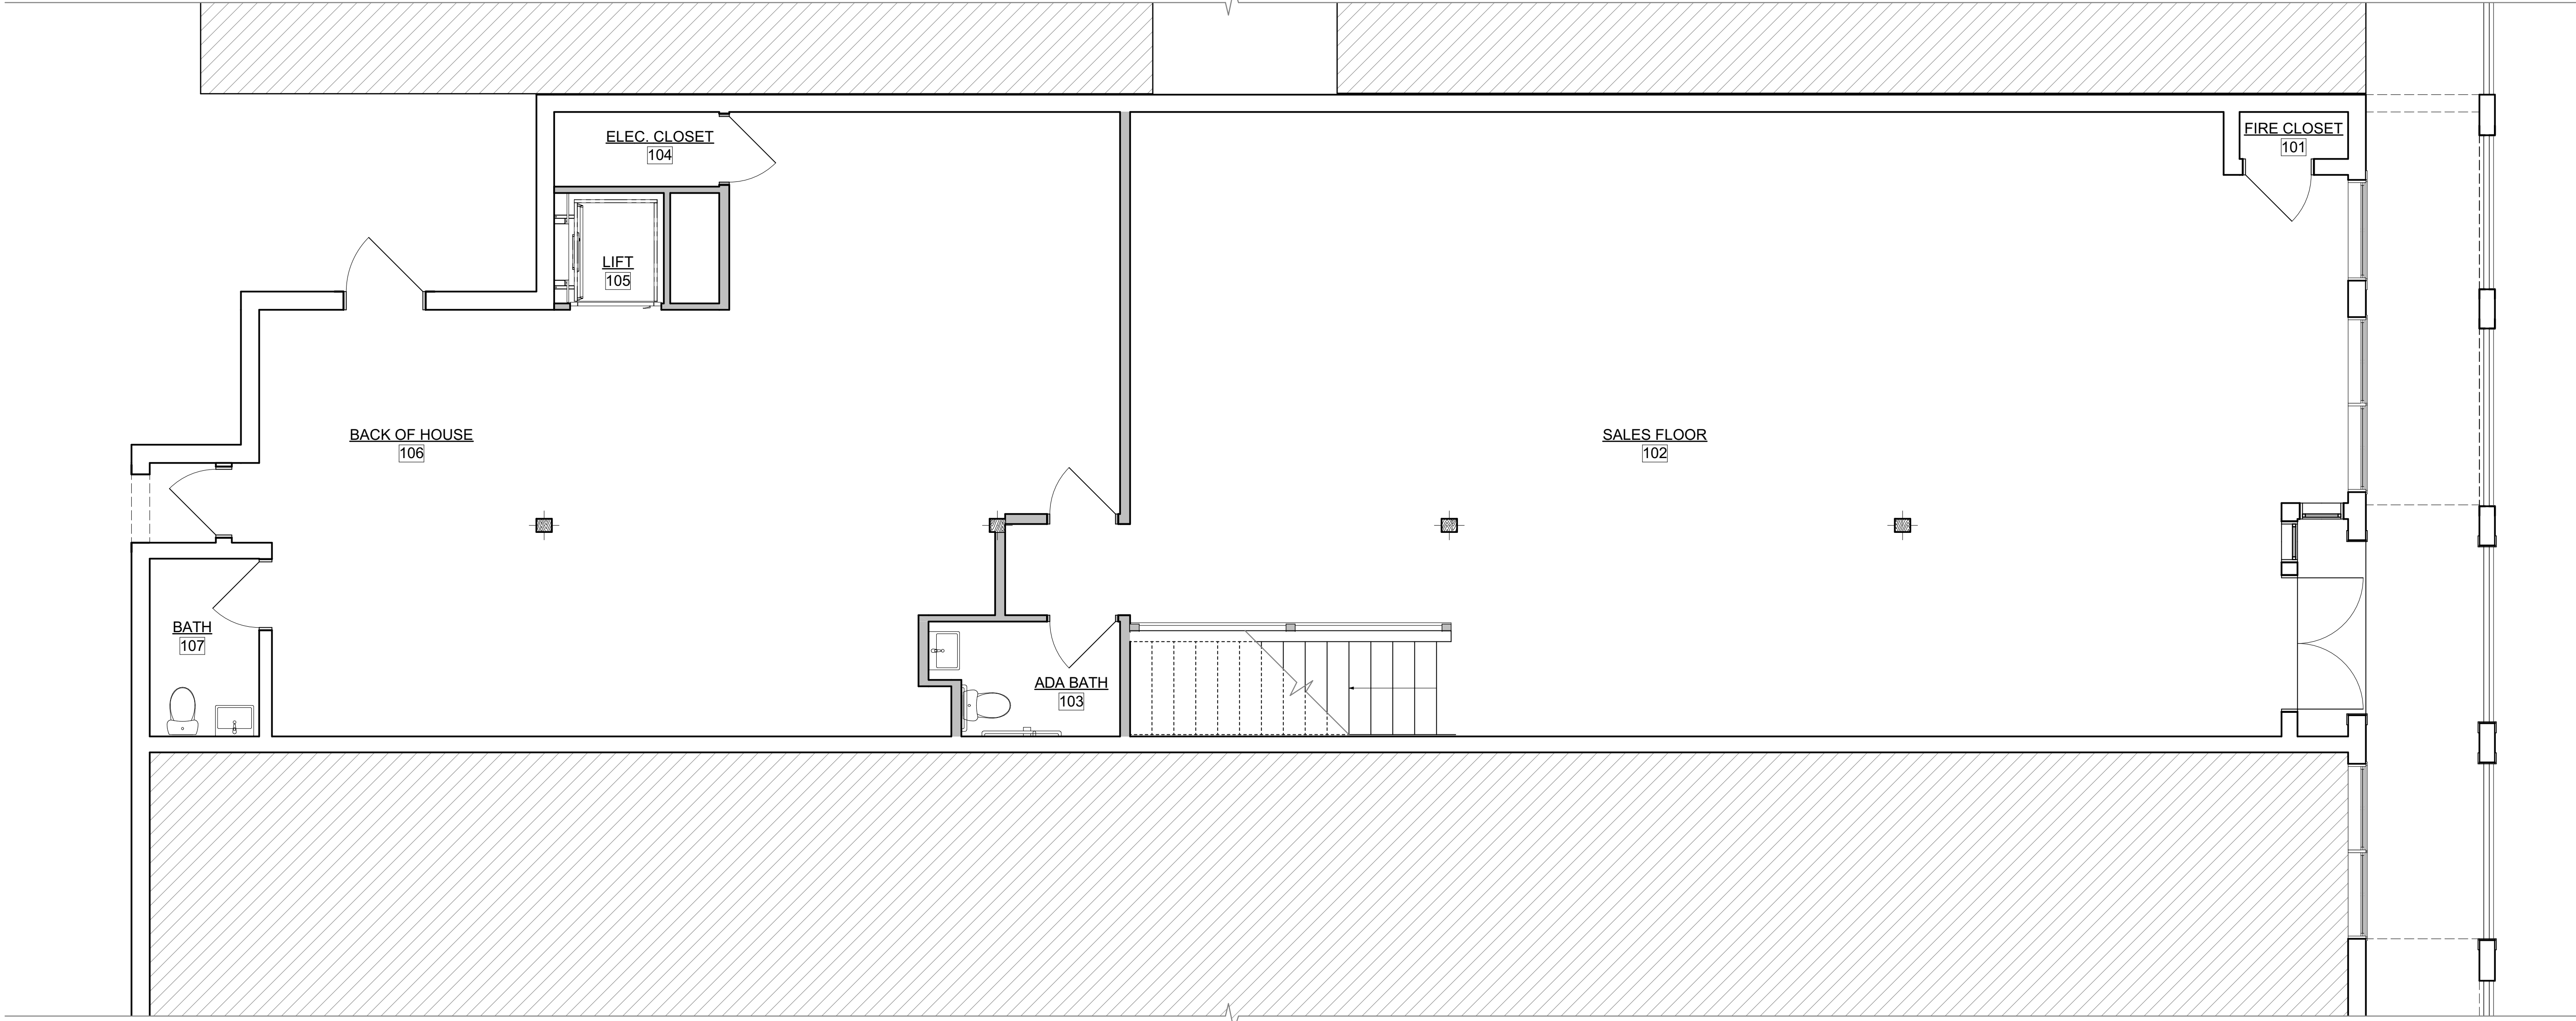 ELEC. CLOSET
104
FIRE CLOSET
101
LIFT
105
BACK OF HOUSE
106
SALES FLOOR
102
BATH
107
ADA BATH
103